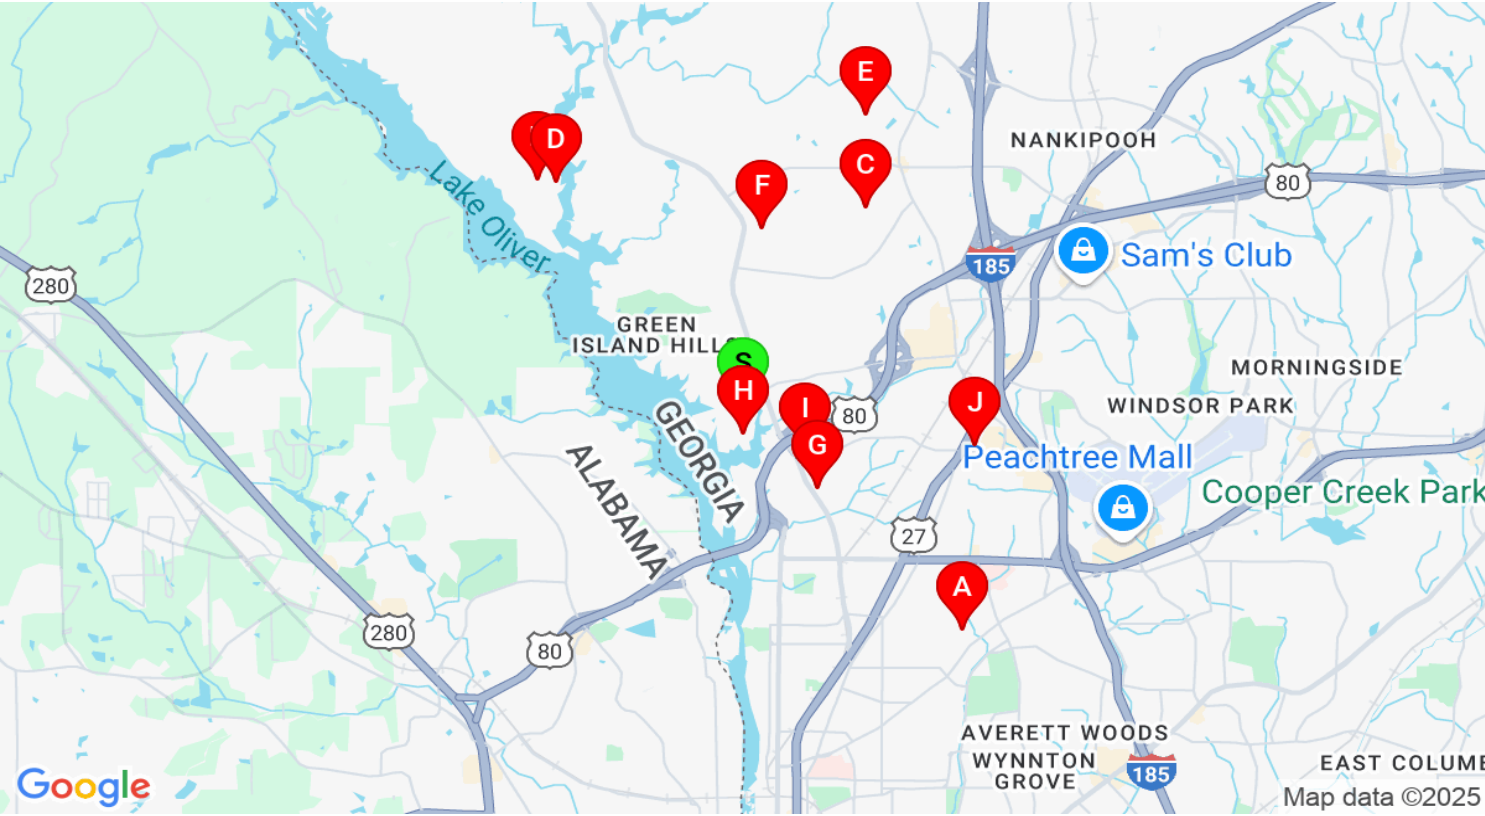 E
NANKIPOOH
D
C
80
F
Lake Oliver
185
Sam's Club
280
GREEN
ISLAND HILLS
S
H
MORNINGSIDE
I
80
J
WINDSOR PARK
GEORGIA
G
Peachtree Mall
ALABAMA
Cooper Creek Park
27
A
280
80
AVERETT WOODS
WYNNTON
GROVE
EAST COLUMB
185
Google
Map data ©2025